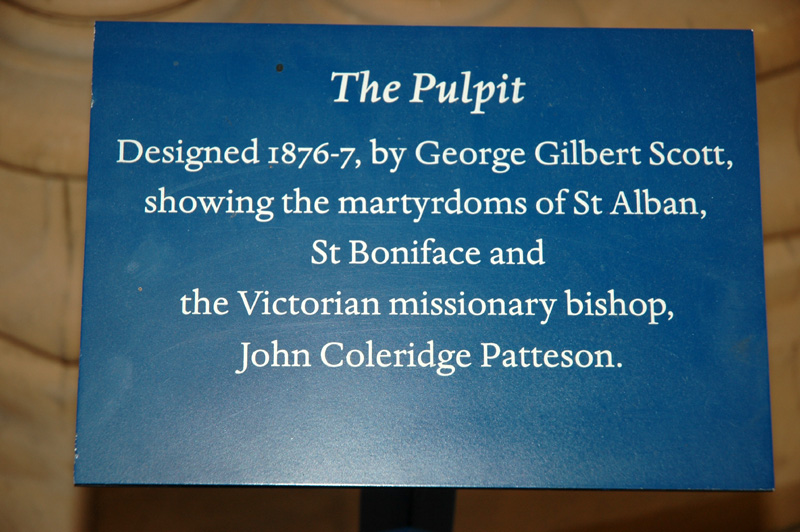 The Pulpit
Designed 1876-7, by George Gilbert Scott,
showing the martyrdoms of St Alban,
St Boniface and
the Victorian missionary bishop,
John Coleridge Patteson.